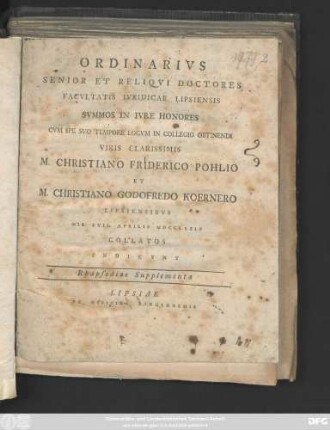 ORDINARIVS
SENIOR ET RELIQVI DOCTORES
FACVLTATIS IVRIDICAE LIPSIENSIS
SVMMOS IN IVRE HONORES
CVM SPE SVO TEMPORE LOCVM IN COLLEGIO OBTINENDI
VIRIS CLARISSIMIS
M. CHRISTIANO FRIDERICO POHLIO
ET
M. CHRISTIANO GODOFREDO KOERNERO
LIPSIENSIBVS
COLLATOS
INDICVNT
Rhapsodiae Supplementa
LIPSIAE